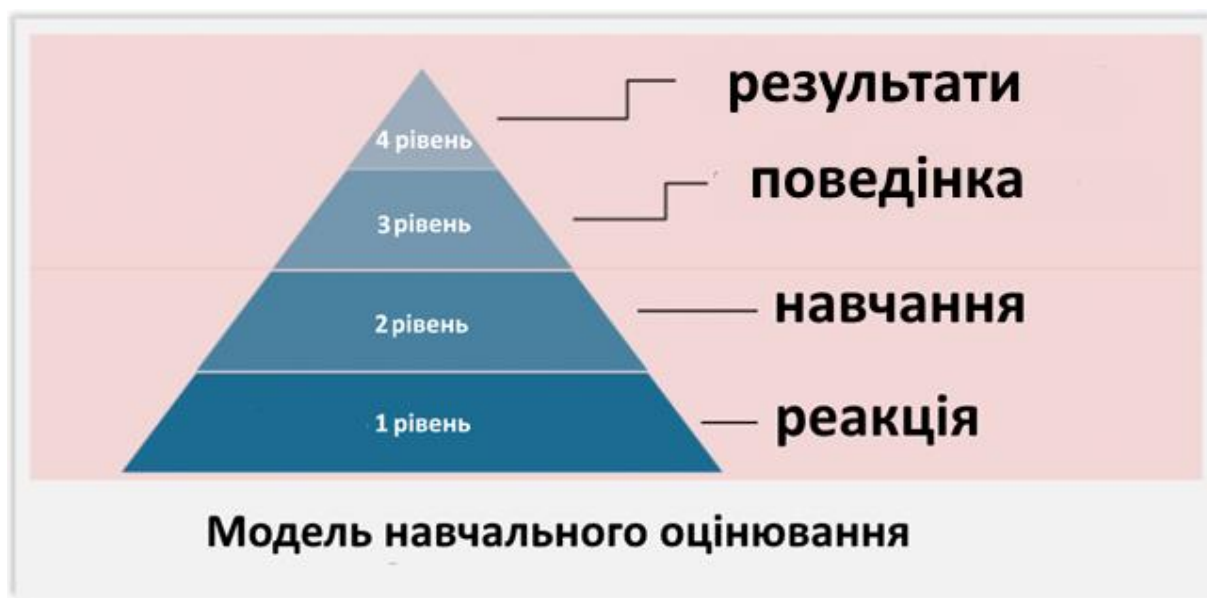 4 рівень
результати
3 рівень
поведінка
2 рівень
навчання
1 рівень
реакція
Модель навчального оцінювання